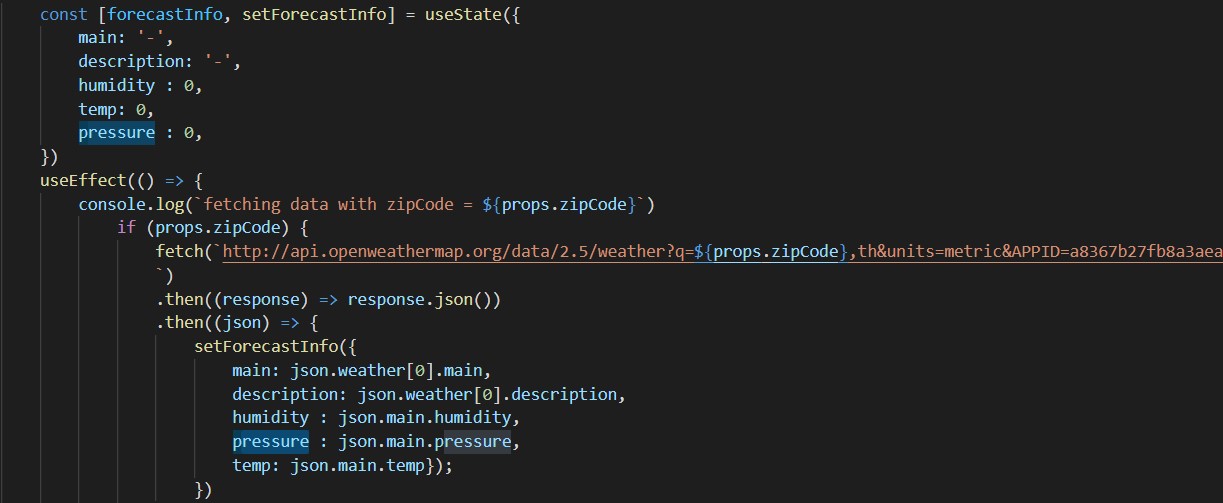 const [forecastInfo, setForecastInfo] = useState({
main: '-',
description: '-',
humidity : 0,
temp: 0,
pressure : 0,
})
useEffect(() => {
console.log(`fetching data with zipCode = ${props.zipCode}`)
if (props.zipCode) {
fetch(`http://api.openweathermap.org/data/2.5/weather?q=${props.zipCode},th&units=metric&APPID=a8367b27fb8a3aea
`)
.then((response) => response.json())
.then((json) => {
setForecastInfo({
main: json.weather[0].main,
description: json.weather[0].description,
humidity : json.main.humidity,
pressure : json.main.pressure,
temp: json.main.temp});
})